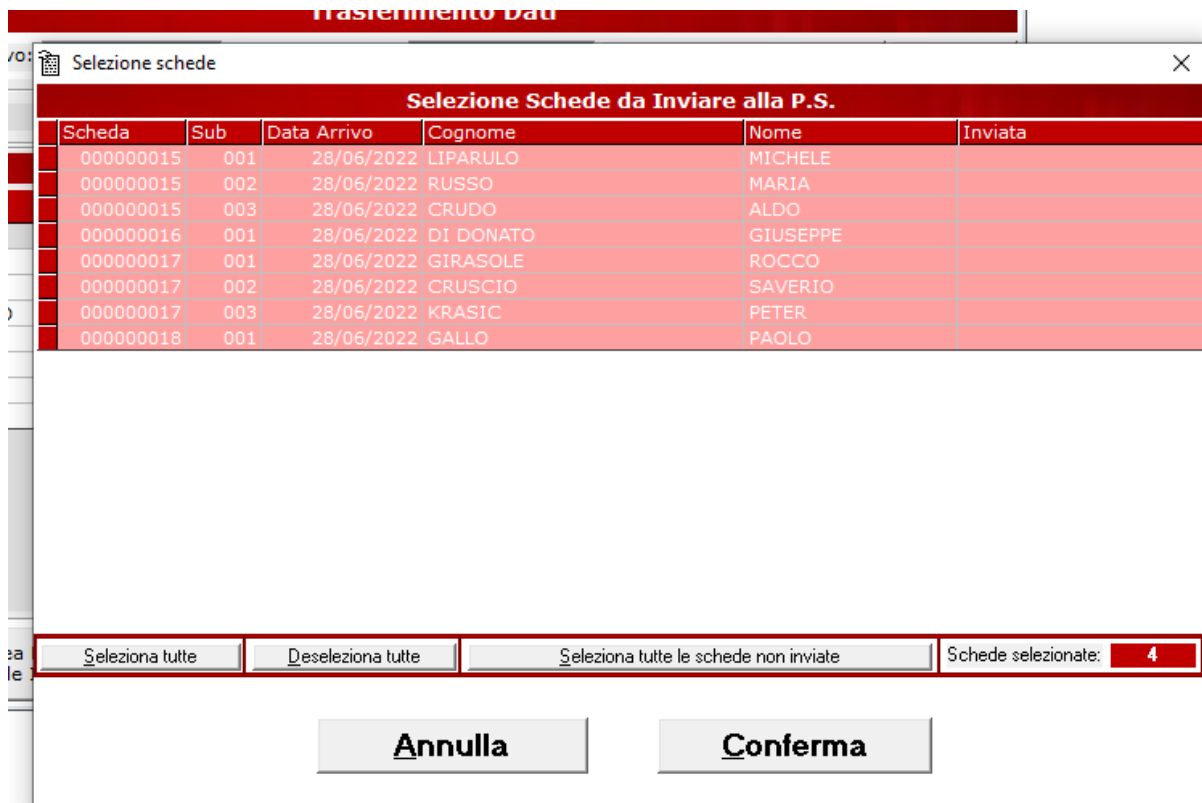 Trasferimento Dati
vo:
Selezione schede
Selezione Schede da Inviare alla P.S.
Scheda Sub Data Arrivo Cognome Nome Inviata
000000015 001 28/06/2022 LIPARULO MICHELE
000000015 002 28/06/2022 RUSSO MARIA
000000015 003 28/06/2022 CRUDO ALDO
000000016 001 28/06/2022 DI DONATO GIUSEPPE
000000017 001 28/06/2022 GIRASOLE ROCCO
000000017 002 28/06/2022 CRUSCIO SAVERIO
000000017 003 28/06/2022 KRASIC PETER
000000018 001 28/06/2022 GALLO PAOLO
Seleziona tutte Deseleziona tutte Seleziona tutte le schede non inviate Schede selezionate: 4
Annulla Conferma